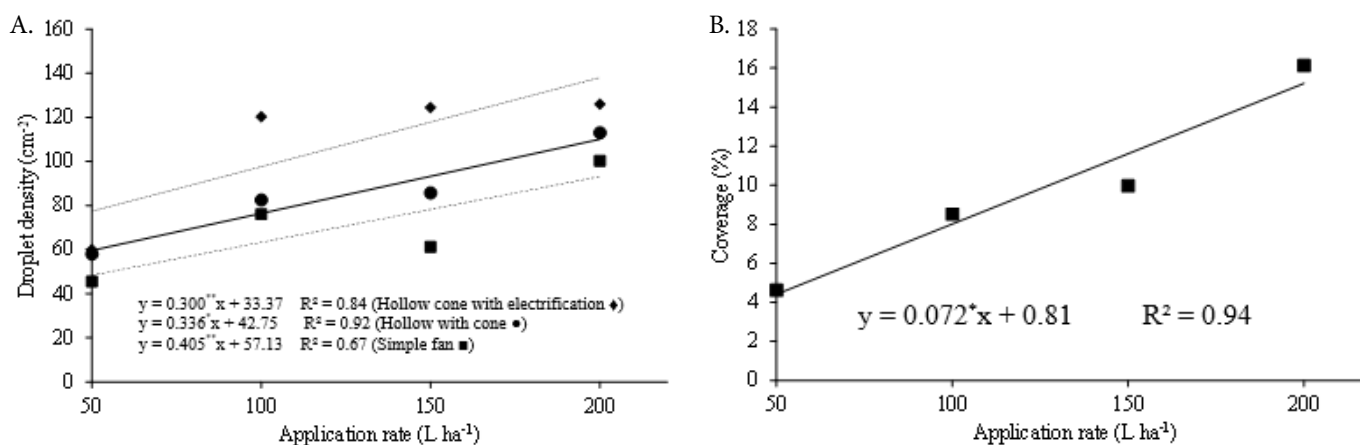 A.
160
140
120
100
80
60
40
20
0
Droplet density (cm⁻²)
y = 0.300**x + 33.37 R² = 0.84 (Hollow cone with electrification ♦)
y = 0.336*x + 42.75 R² = 0.92 (Hollow with cone ●)
y = 0.405**x + 57.13 R² = 0.67 (Simple fan ■)
50 100 150 200
Application rate (L ha⁻¹)
B.
18
16
14
12
10
8
6
4
2
0
Coverage (%)
y = 0.072*x + 0.81 R² = 0.94
50 100 150 200
Application rate (L ha⁻¹)